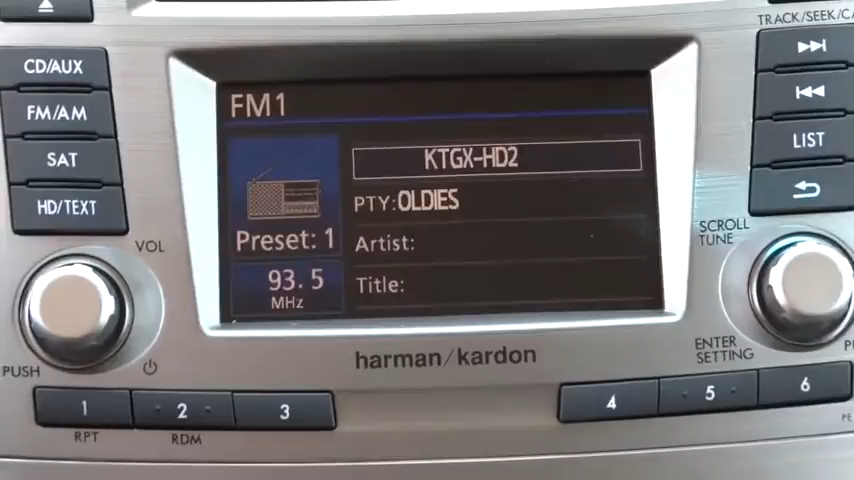 TRACK/SEEK/CA
CD/AUX
FM/AM
SAT
HD/TEXT
FM1
KTGX-HD2
PTY:OLDIES
Preset: 1
Artist:
93.5
MHz
Title:
LIST
VOL
SCROLL
TUNE
PUSH
ENTER
SETTING
harman/kardon
1
2
3
4
5
6
RPT
RDM